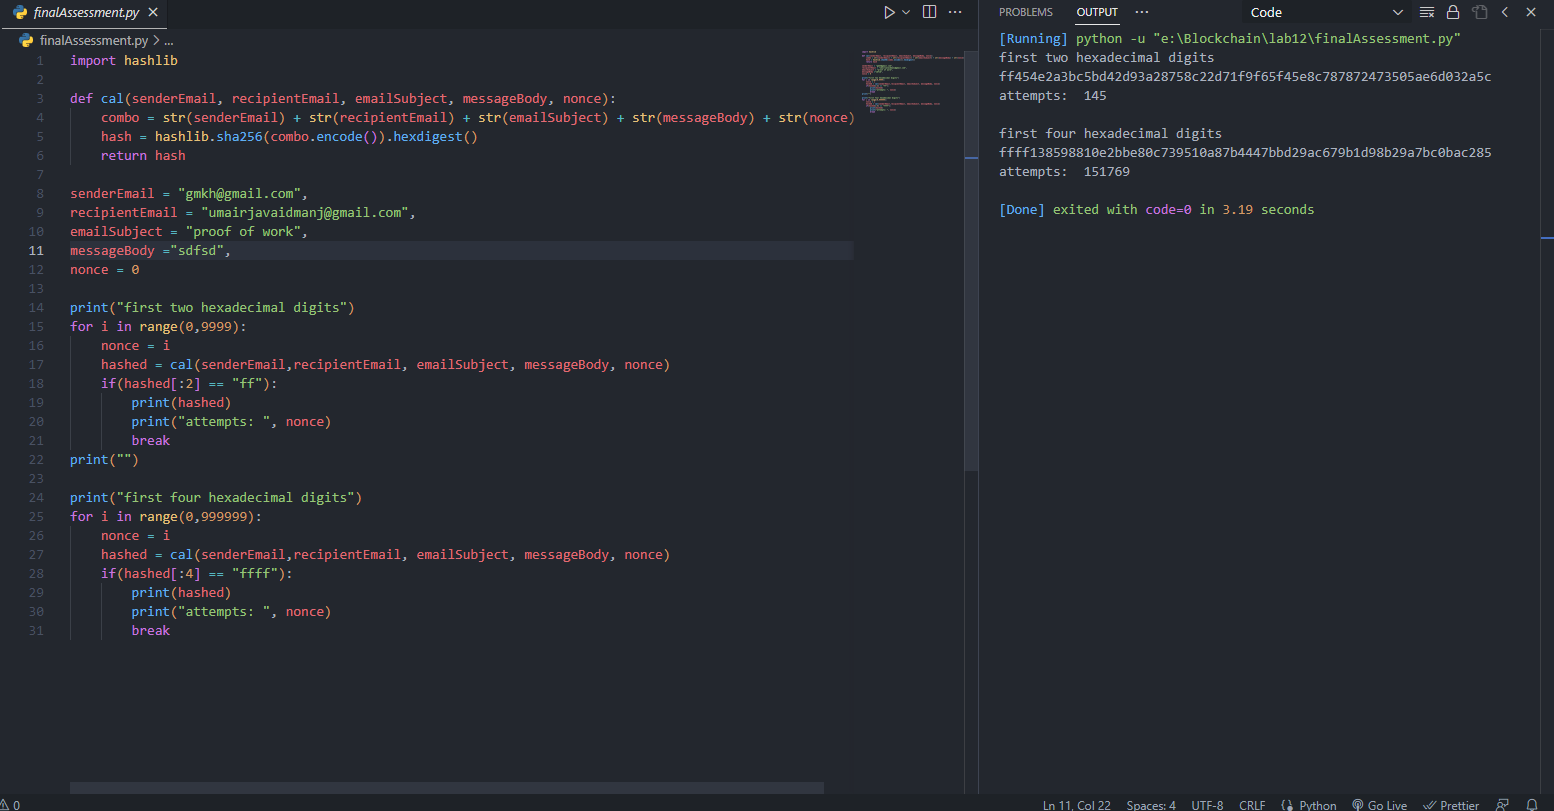 finalAssessment.py
finalAssessment.py > ...
1 import hashlib
2
3 def cal(senderEmail, recipientEmail, emailSubject, messageBody, nonce):
4     combo = str(senderEmail) + str(recipientEmail) + str(emailSubject) + str(messageBody) + str(nonce)
5     hash = hashlib.sha256(combo.encode()).hexdigest()
6     return hash
7
8 senderEmail = "gmkh@gmail.com",
9 recipientEmail = "umairjavaidmanj@gmail.com",
10 emailSubject = "proof of work",
11 messageBody ="sdfsd",
12 nonce = 0
13
14 print("first two hexadecimal digits")
15 for i in range(0,9999):
16     nonce = i
17     hashed = cal(senderEmail,recipientEmail, emailSubject, messageBody, nonce)
18     if(hashed[:2] == "ff"):
19         print(hashed)
20         print("attempts: ", nonce)
21         break
22 print("")
23
24 print("first four hexadecimal digits")
25 for i in range(0,999999):
26     nonce = i
27     hashed = cal(senderEmail,recipientEmail, emailSubject, messageBody, nonce)
28     if(hashed[:4] == "ffff"):
29         print(hashed)
30         print("attempts: ", nonce)
31         break
PROBLEMS OUTPUT ... Code
[Running] python -u "e:\Blockchain\lab12\finalAssessment.py"
first two hexadecimal digits
ff454e2a3bc5bd42d93a28758c22d71f9f65f45e8c787872473505ae6d032a5c
attempts:  145
first four hexadecimal digits
ffff138598810e2bbe80c739510a87b4447bbd29ac679b1d98b29a7bc0bac285
attempts:  151769
[Done] exited with code=0 in 3.19 seconds
0 Ln 11, Col 22 Spaces: 4 UTF-8 CRLF Python Go Live Prettier